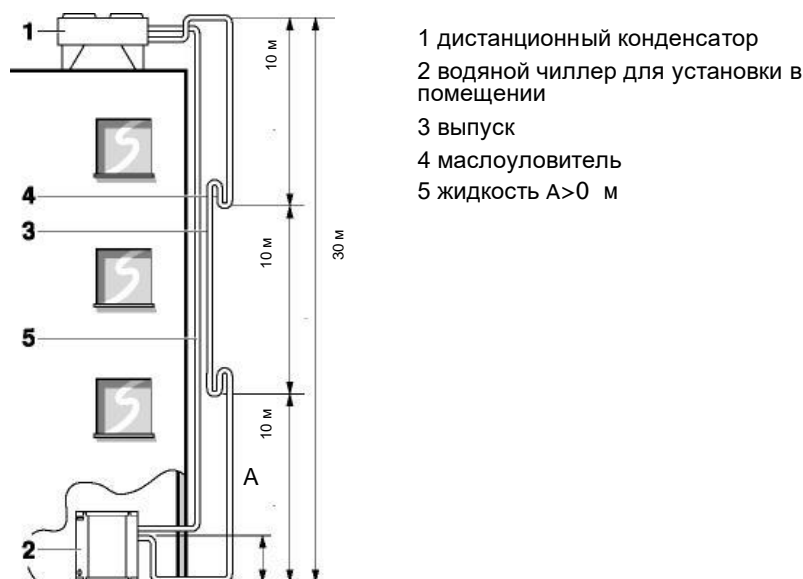 1
10 м
1 дистанционный конденсатор
2 водяной чиллер для установки в
помещении
3 выпуск
4 маслоуловитель
5 жидкость А>0 м
4
3
10 м
30 м
5
10 м
А
2